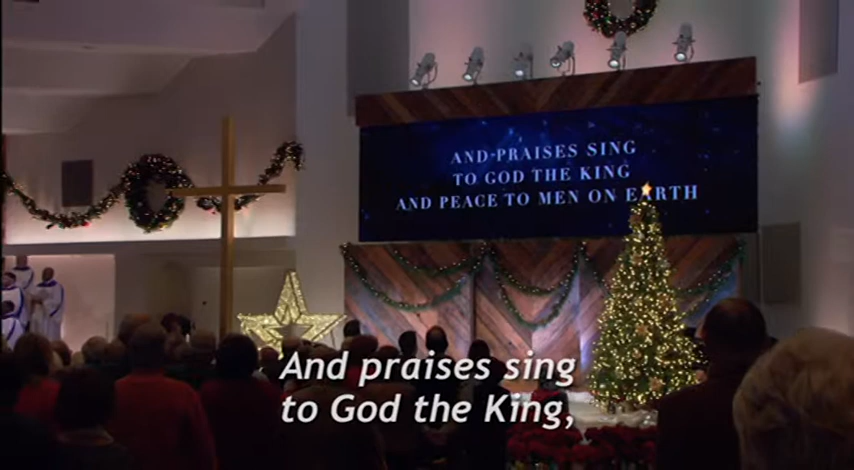 AND PRAISES SING
TO GOD THE KING
AND PEACE TO MEN ON EARTH
And praises sing
to God the King,